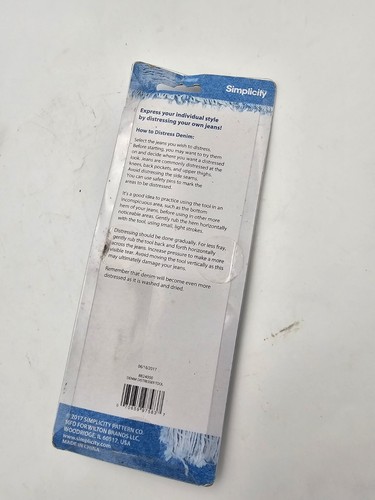 Simplicity
Express your individual style
by distressing your own jeans!
How to Distress Denim:
Select the jeans you wish to distress.
Before starting, you may want to try them
on and decide where you want a distressed
look. Jeans are commonly distressed at the
knees, back pockets, and upper thighs.
Avoid distressing the side seams.
You can use safety pins to mark the
areas to be distressed.
It's a good idea to practice using the tool in an
inconspicuous area, such as the bottom
hem of your jeans, before using in other more
noticeable areas. Gently rub the hem horizontally
with the tool, using small, light strokes.
Distressing should be done gradually. For less fray,
gently rub the tool back and forth horizontally
across the jeans. Increase pressure to make a more
visible tear. Avoid moving the tool vertically as this
may ultimately damage your jeans.
Remember that denim will become even more
distressed as it is washed and dried.
© 2017 SIMPLICITY PATTERN CO.
M'F'D FOR WILTON BRANDS LLC.
WOODRIDGE, IL 60517, USA
www.simplicity.com
MADE IN CHINA